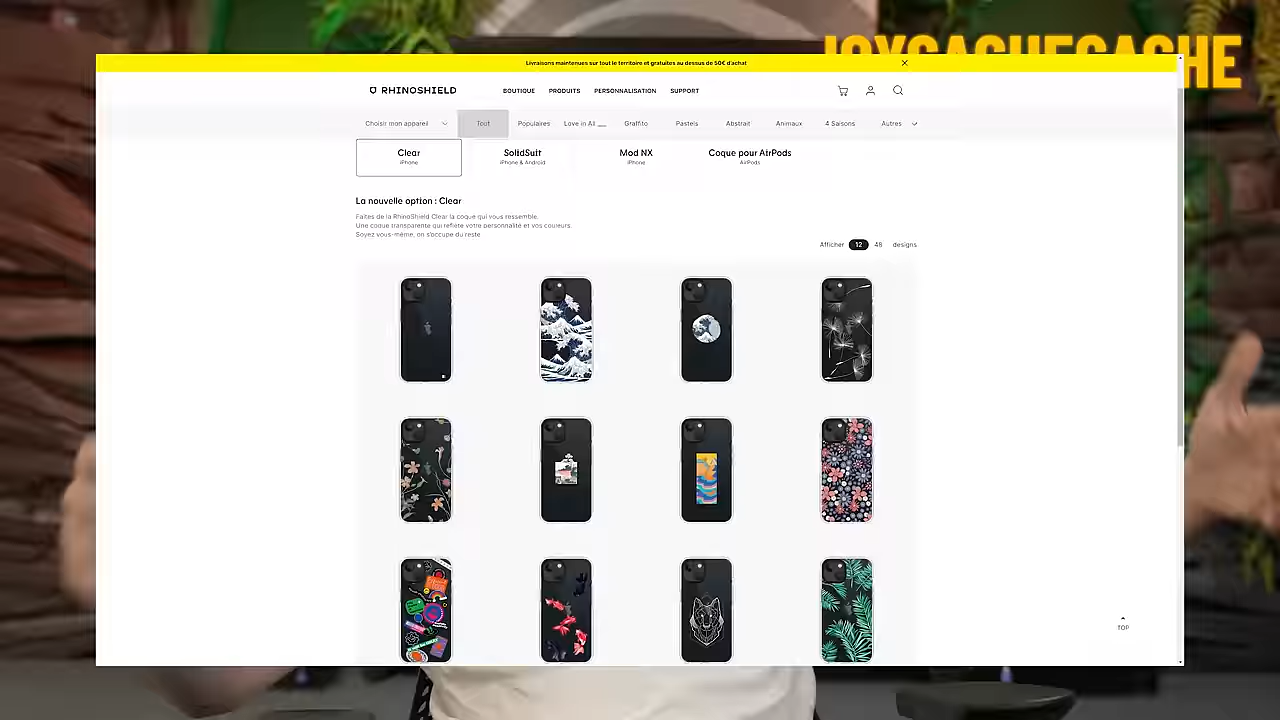 JOYCACHECACHE
Livraisons maintenues sur tout le territoire et gratuites au dessus de 50€ d'achat
RHINOSHIELD
BOUTIQUE PRODUITS PERSONNALISATION SUPPORT
Choisir mon appareil Tout Populaires Love in All __ Graffito Pastels Abstrait Animaux 4 Saisons Autres
Clear SolidSuit Mod NX Coque pour AirPods
iPhone iPhone & Android iPhone AirPods
La nouvelle option : Clear
Faites de la RhinoShield Clear la coque qui vous ressemble.
Une coque transparente qui reflète votre personnalité et vos couleurs.
Soyez vous-même, on s'occupe du reste
Afficher 12 48 designs
TOP